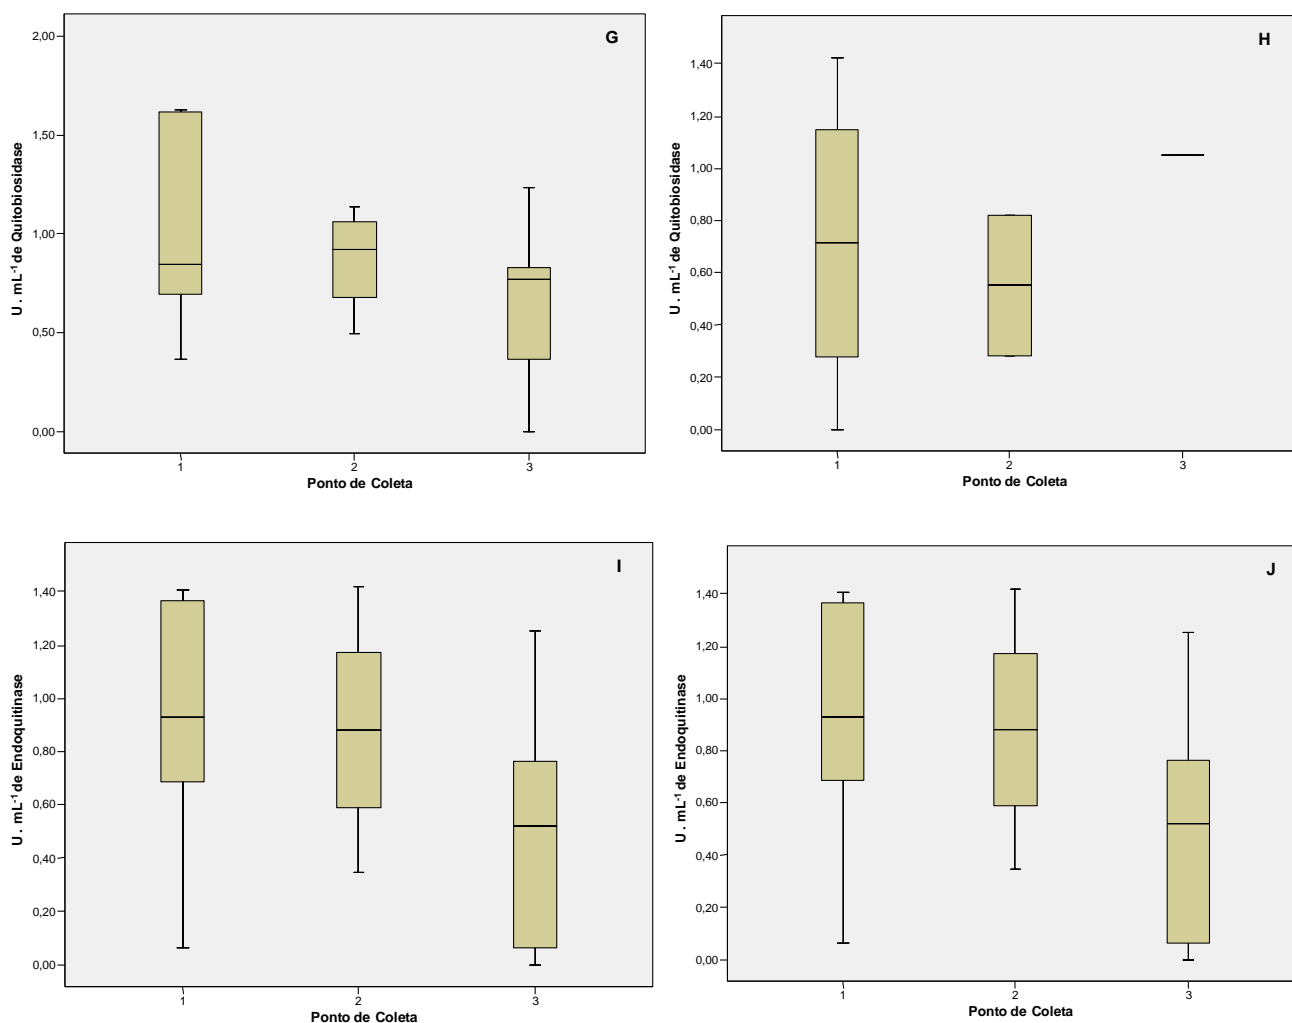 G
U . mL⁻¹ de Quitobiosidase
2,00
1,50
1,00
0,50
0,00
1 2 3
Ponto de Coleta
H
U . mL⁻¹ de Quitobiosidase
1,40
1,20
1,00
0,80
0,60
0,40
0,20
0,00
1 2 3
Ponto de Coleta
I
U . mL⁻¹ de Endoquitinase
1,40
1,20
1,00
0,80
0,60
0,40
0,20
0,00
1 2 3
Ponto de Coleta
J
U . mL⁻¹ de Endoquitinase
1,40
1,20
1,00
0,80
0,60
0,40
0,20
0,00
1 2 3
Ponto de Coleta